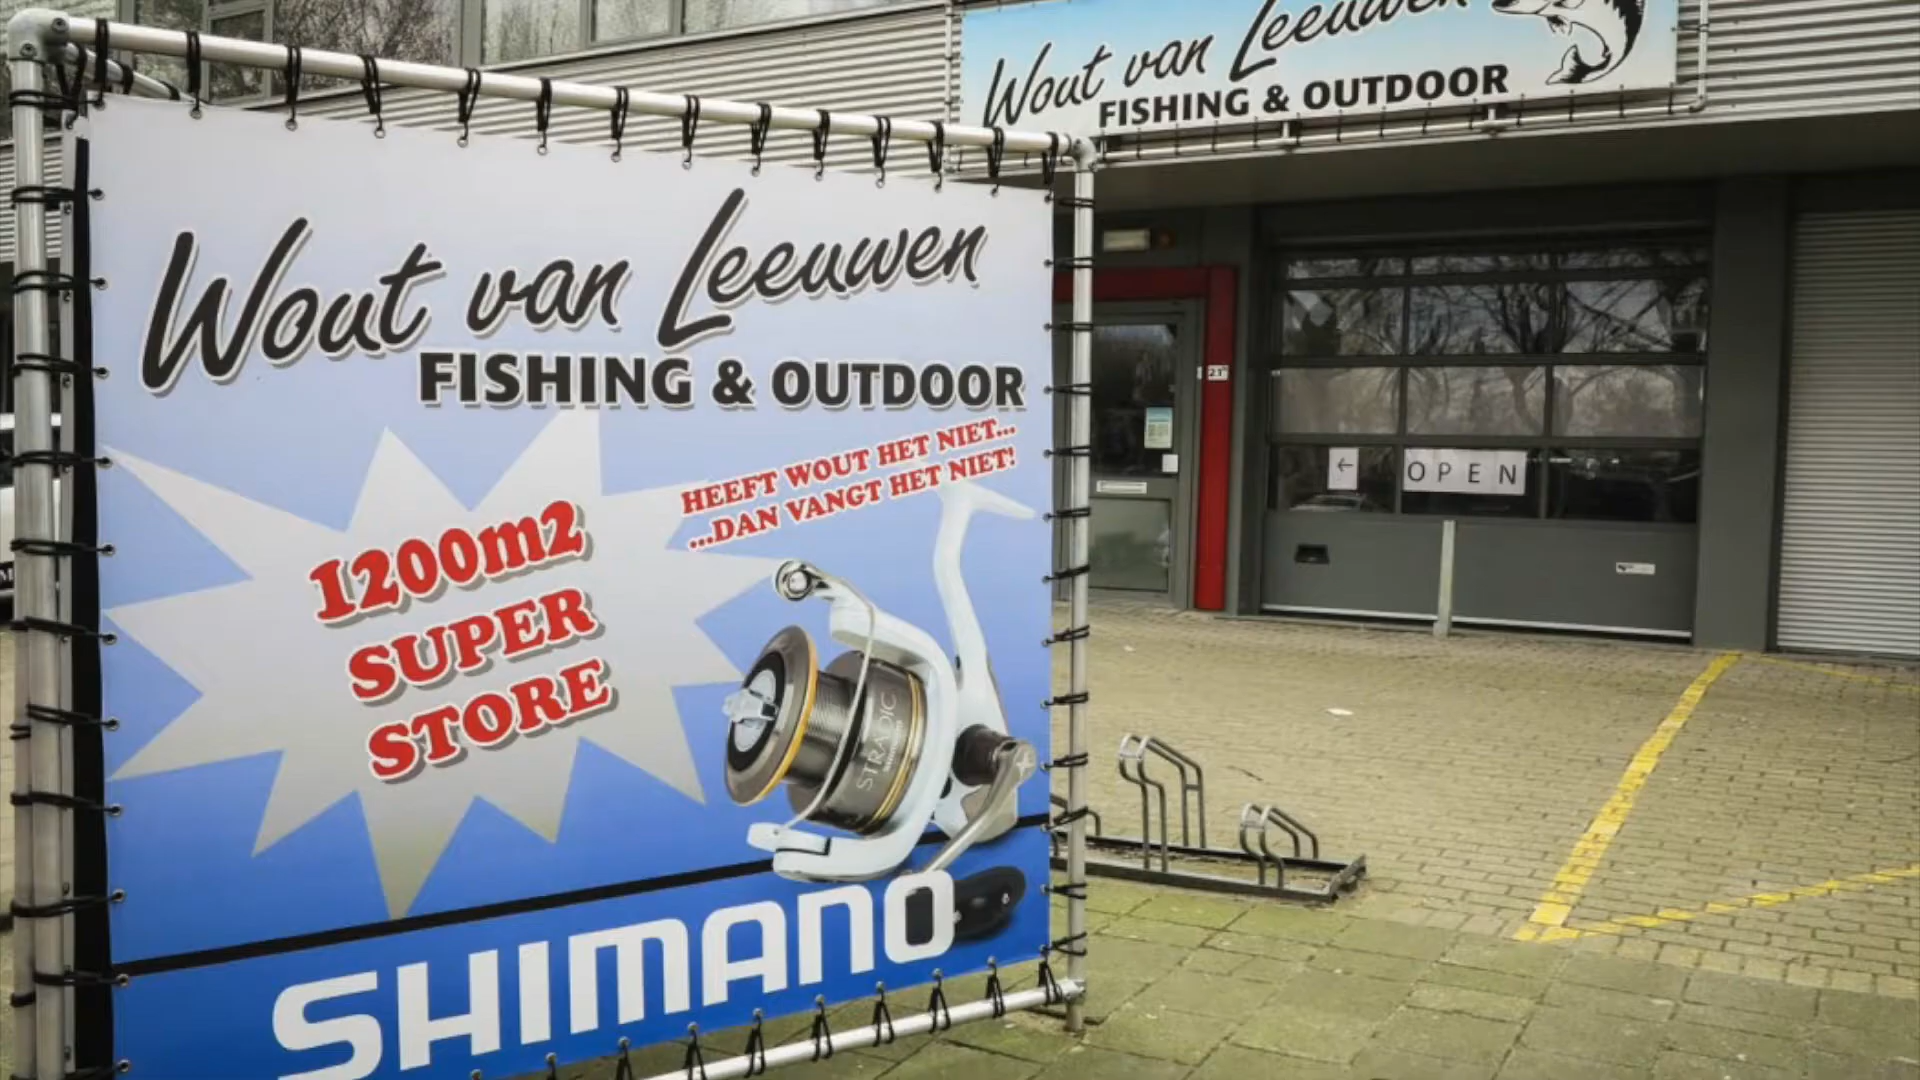 Wout van Leeuwen
FISHING & OUTDOOR
Wout van Leeuwen
FISHING & OUTDOOR
HEEFT WOUT HET NIET...
...DAN VANGT HET NIET!
1200m2
SUPER
STORE
STRADIC
SHIMANO
← OPEN